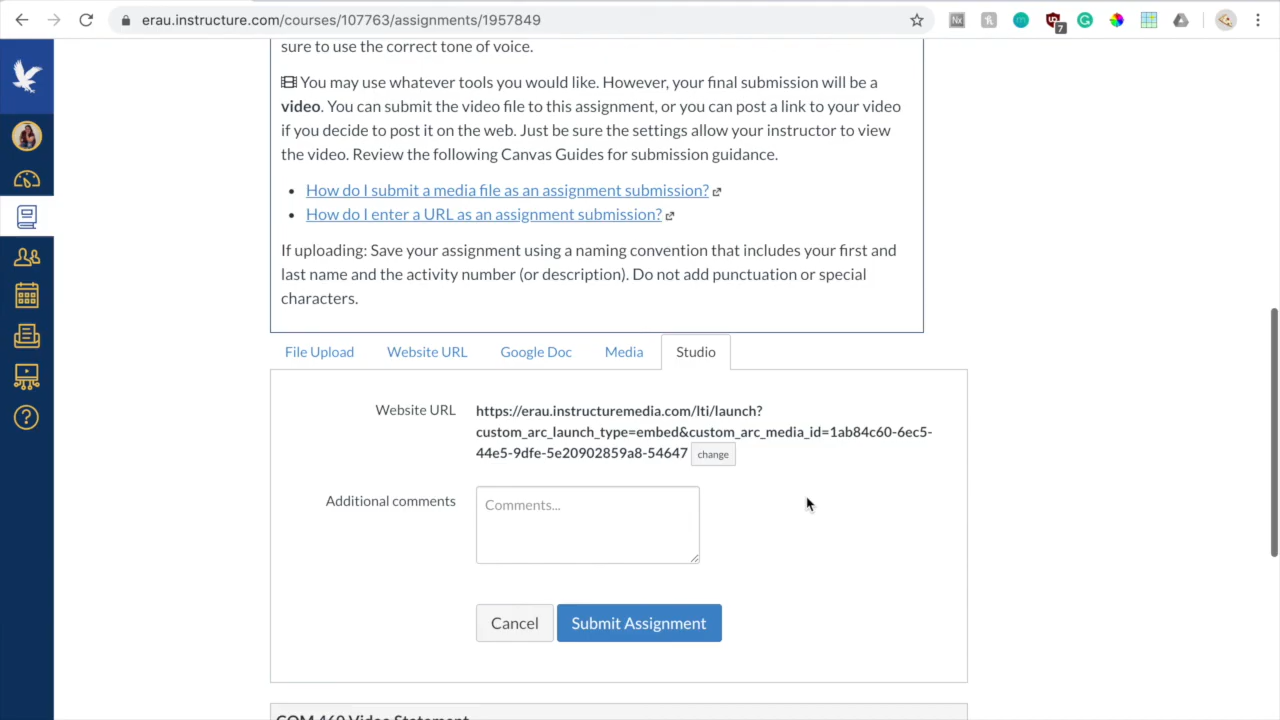 erau.instructure.com/courses/107763/assignments/1957849
Nx
7
sure to use the correct tone of voice.
You may use whatever tools you would like. However, your final submission will be a
video. You can submit the video file to this assignment, or you can post a link to your video
if you decide to post it on the web. Just be sure the settings allow your instructor to view
the video. Review the following Canvas Guides for submission guidance.
• How do I submit a media file as an assignment submission?
• How do I enter a URL as an assignment submission?
If uploading: Save your assignment using a naming convention that includes your first and
last name and the activity number (or description). Do not add punctuation or special
characters.
File Upload Website URL Google Doc Media Studio
Website URL https://erau.instructuremedia.com/lti/launch?
custom_arc_launch_type=embed&custom_arc_media_id=1ab84c60-6ec5-
44e5-9dfe-5e20902859a8-54647 change
Additional comments Comments...
Cancel Submit Assignment
COM 460 Video Statement